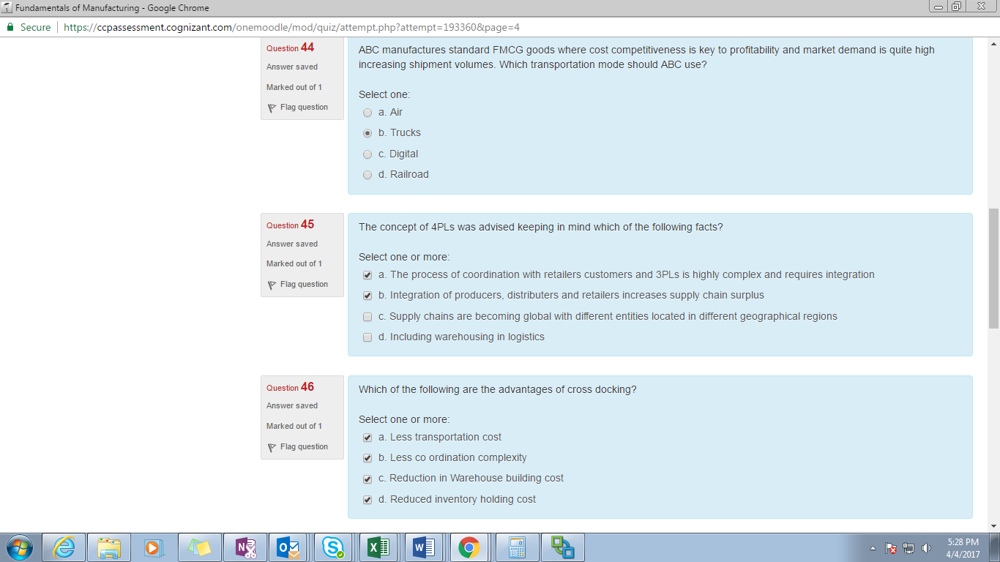 Fundamentals of Manufacturing - Google Chrome
Secure | https://ccpassessment.cognizant.com/onemoodle/mod/quiz/attempt.php?attempt=193360&page=4
Question 44
Answer saved
Marked out of 1
Flag question
ABC manufactures standard FMCG goods where cost competitiveness is key to profitability and market demand is quite high
increasing shipment volumes. Which transportation mode should ABC use?
Select one:
a. Air
b. Trucks
c. Digital
d. Railroad
Question 45
Answer saved
Marked out of 1
Flag question
The concept of 4PLs was advised keeping in mind which of the following facts?
Select one or more:
a. The process of coordination with retailers customers and 3PLs is highly complex and requires integration
b. Integration of producers, distributers and retailers increases supply chain surplus
c. Supply chains are becoming global with different entities located in different geographical regions
d. Including warehousing in logistics
Question 46
Answer saved
Marked out of 1
Flag question
Which of the following are the advantages of cross docking?
Select one or more:
a. Less transportation cost
b. Less co ordination complexity
c. Reduction in Warehouse building cost
d. Reduced inventory holding cost
5:28 PM
4/4/2017